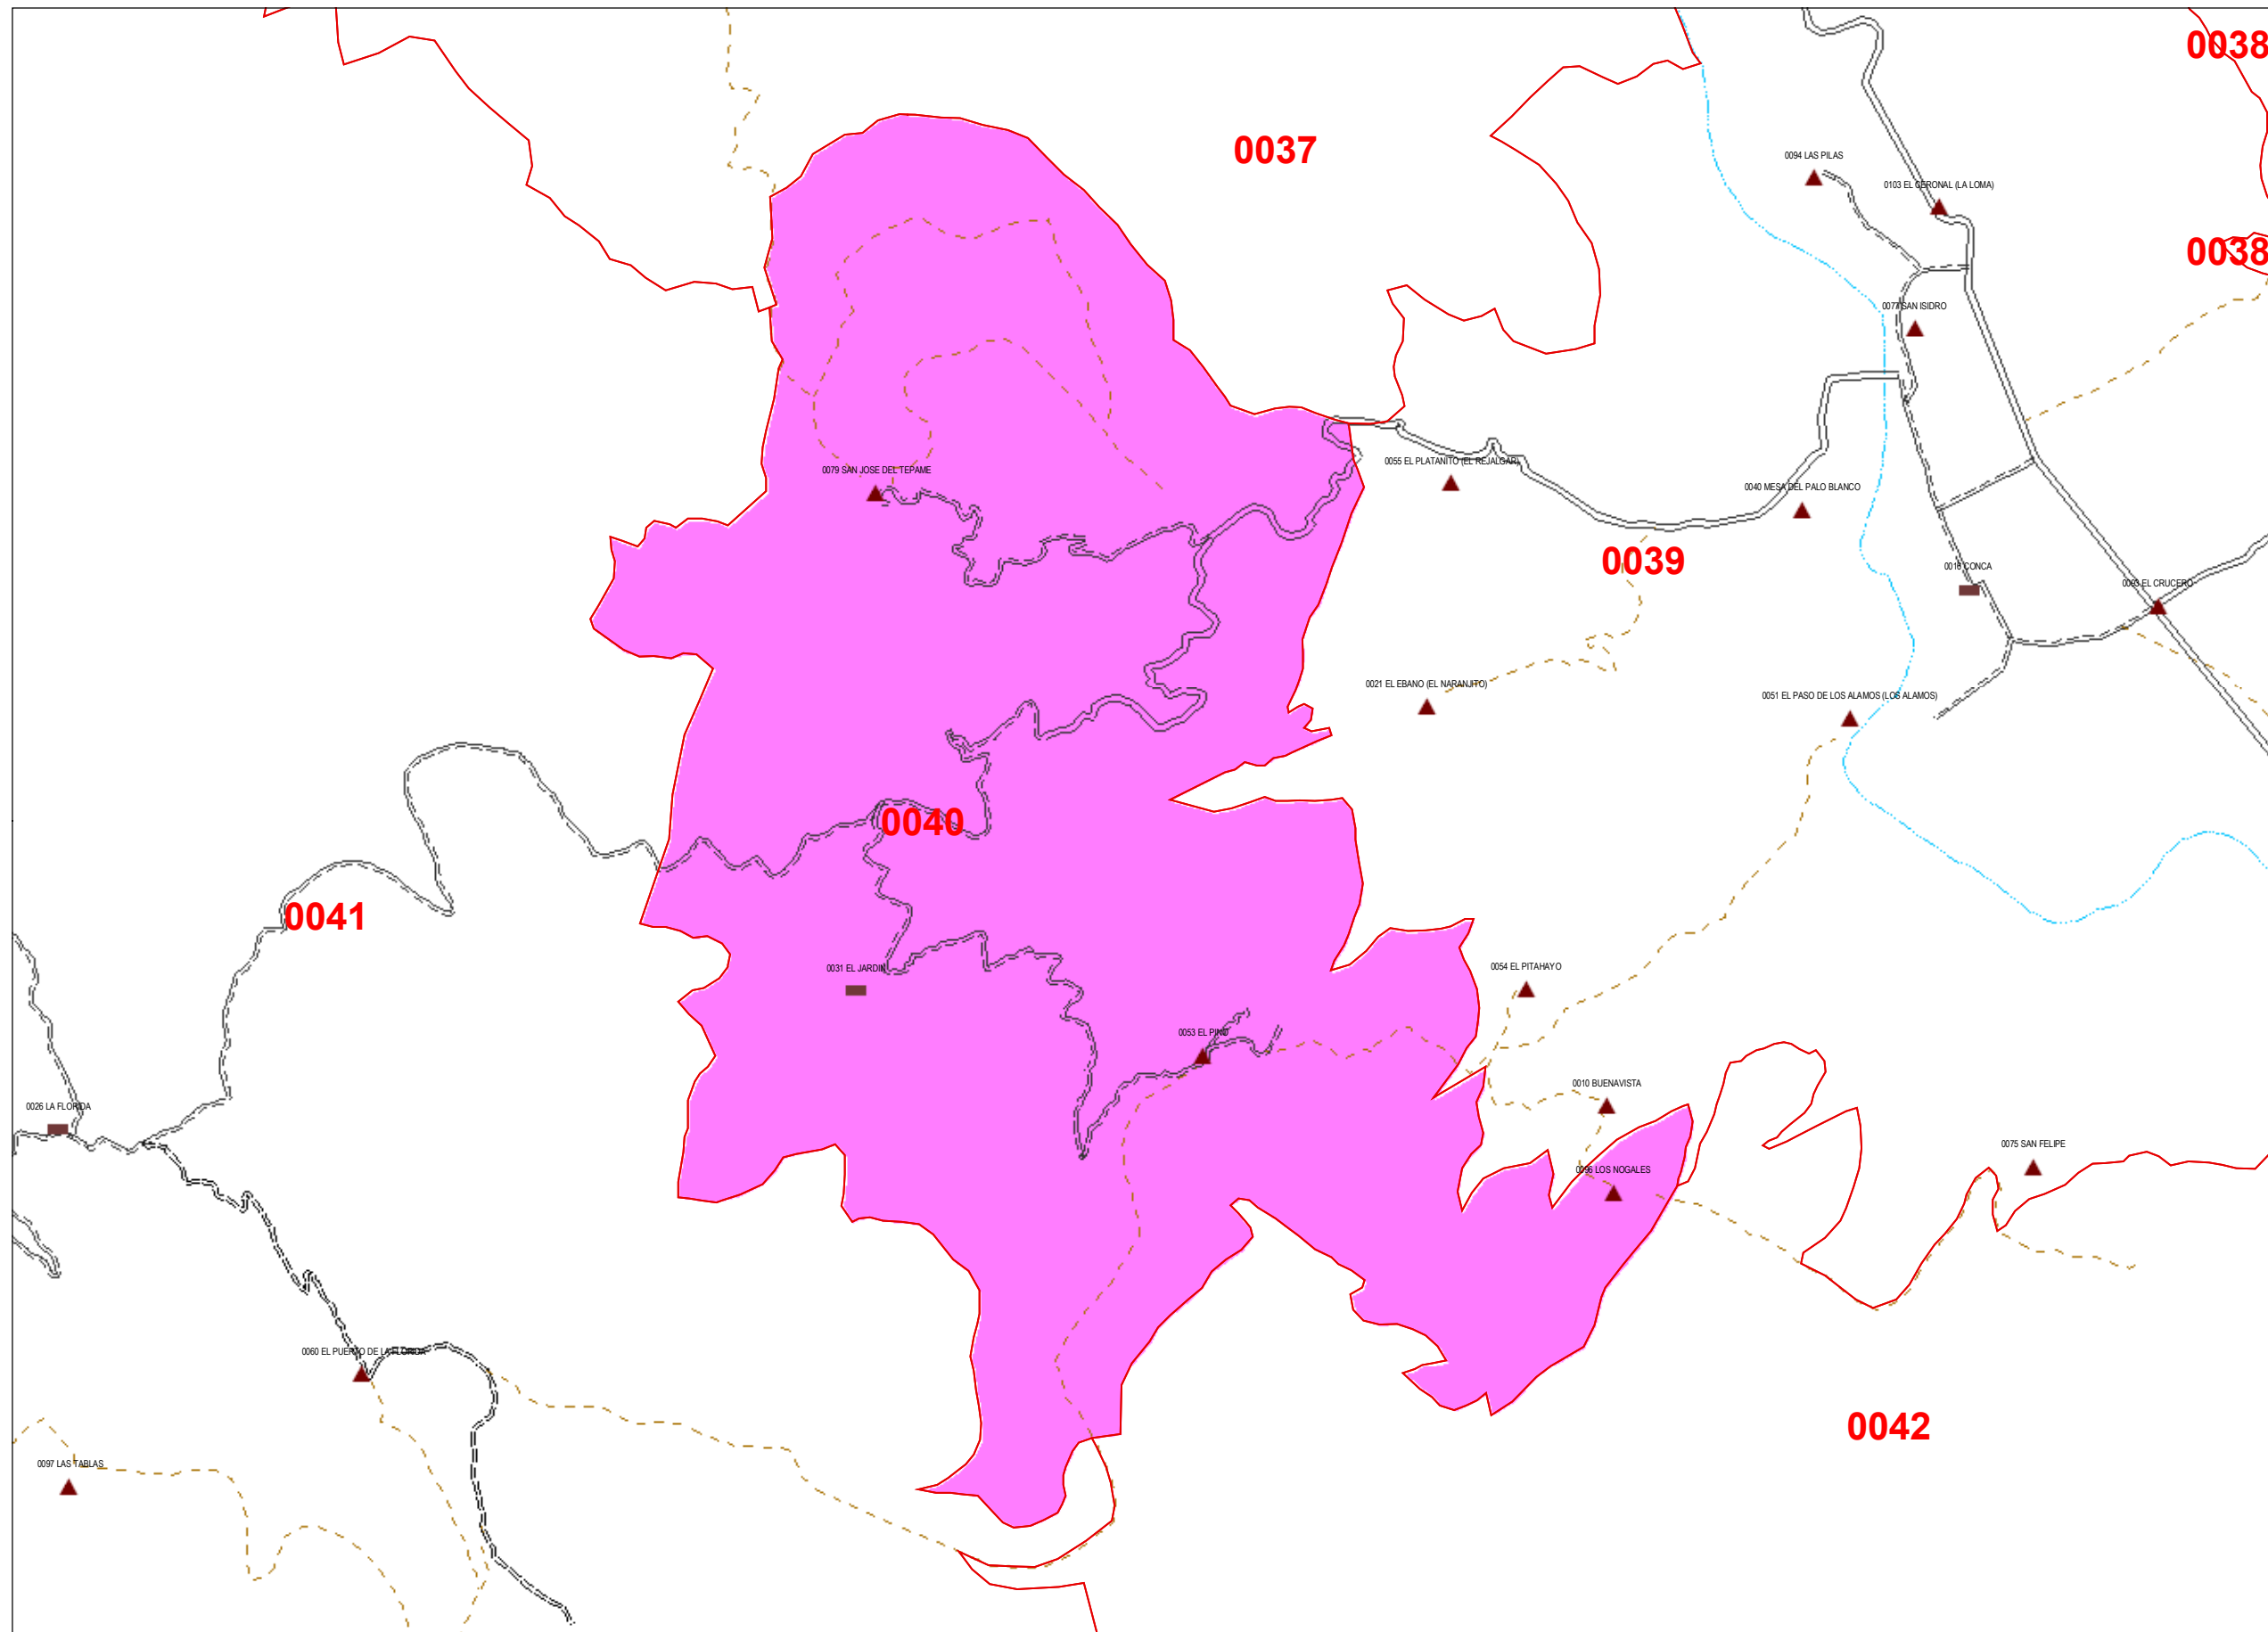 0038
0037
0094 LAS PILAS
0103 EL CERONAL (LA LOMA)
0038
0077 SAN ISIDRO
0055 EL PLATANITO (EL REJALGAR)
0079 SAN JOSE DEL TEPAME
0040 MESA DEL PALO BLANCO
0039
0018 CONCA
0093 EL CRUCERO
0021 EL EBANO (EL NARANJITO)
0051 EL PASO DE LOS ALAMOS (LOS ALAMOS)
0040
0041
0031 EL JARDIN
0054 EL PITAHAYO
0053 EL PINO
0010 BUENAVISTA
0026 LA FLORIDA
0075 SAN FELIPE
0096 LOS NOGALES
0060 EL PUERTO DE LA FLORIDA
0042
0097 LAS TABLAS